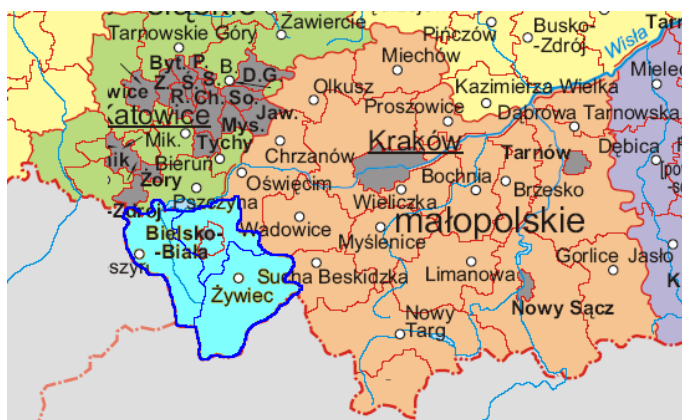 Zawiercie
Pińczów
Busko-
-Zdrój
Tarnowskie Góry
Miechów
Wisła
Byt. P.
B.
D.G.
Z. S. S.
Olkusz
Kazimierza Wielka
R. Ch. So.
Jaw.
Proszowice
Dąbrowa Tarnowska
Katowice
Mys.
Kraków
Mik.
Tychy
Chrzanów
Tarnów
Dębica
Bieruń
Oświęcim
Bochnia
Żory
Pszczyna
Wieliczka
Brzesko
-Zdrój
Wadowice
małopolskie
Bielsko-
-Biała
Myślenice
Gorlice
Jasło
Sucha Beskidzka
Limanowa
Żywiec
Nowy Sącz
Nowy
Targ